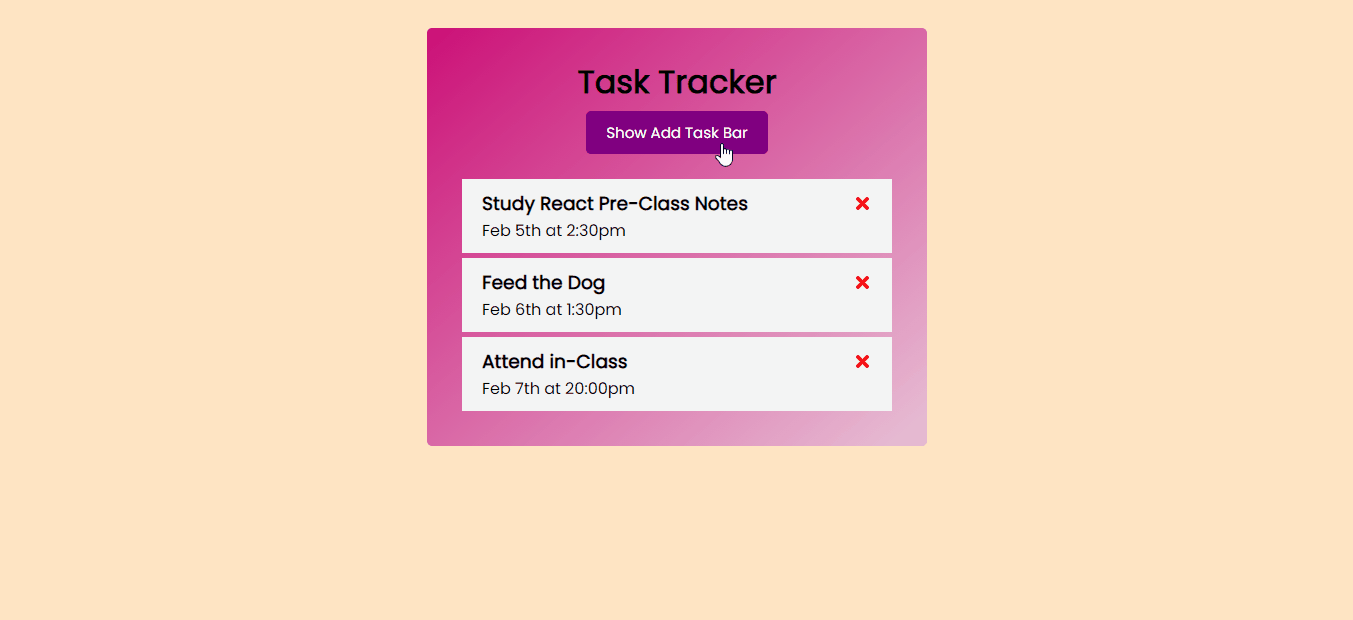 Task Tracker
Show Add Task Bar
Study React Pre-Class Notes
Feb 5th at 2:30pm
Feed the Dog
Feb 6th at 1:30pm
Attend in-Class
Feb 7th at 20:00pm